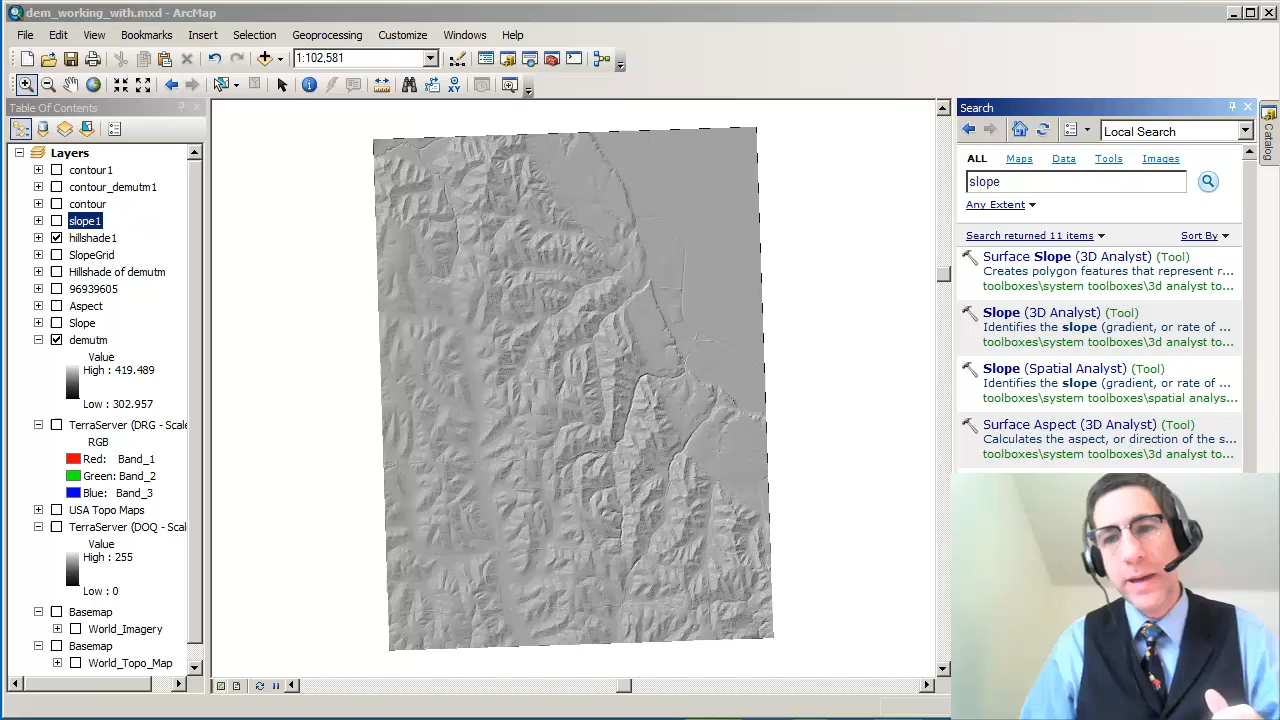 dem_working_with.mxd - ArcMap
File Edit View Bookmarks Insert Selection Geoprocessing Customize Windows Help
1:102,581
Table Of Contents
Layers
contour1
contour_demutm1
contour
slope1
hillshade1
SlopeGrid
Hillshade of demutm
96939605
Aspect
Slope
demutm
Value
High : 419.489
Low : 302.957
TerraServer (DRG - Scale
RGB
Red: Band_1
Green: Band_2
Blue: Band_3
USA Topo Maps
TerraServer (DOQ - Scale
Value
High : 255
Low : 0
Basemap
World_Imagery
Basemap
World_Topo_Map
Search
Local Search
Catalog
ALL Maps Data Tools Images
slope
Any Extent
Search returned 11 items Sort By
Surface Slope (3D Analyst) (Tool)
Creates polygon features that represent r...
toolboxes\system toolboxes\3d analyst to...
Slope (3D Analyst) (Tool)
Identifies the slope (gradient, or rate of ...
toolboxes\system toolboxes\3d analyst to...
Slope (Spatial Analyst) (Tool)
Identifies the slope (gradient, or rate of ...
toolboxes\system toolboxes\spatial analys...
Surface Aspect (3D Analyst) (Tool)
Calculates the aspect, or direction of the s...
toolboxes\system toolboxes\3d analyst to...